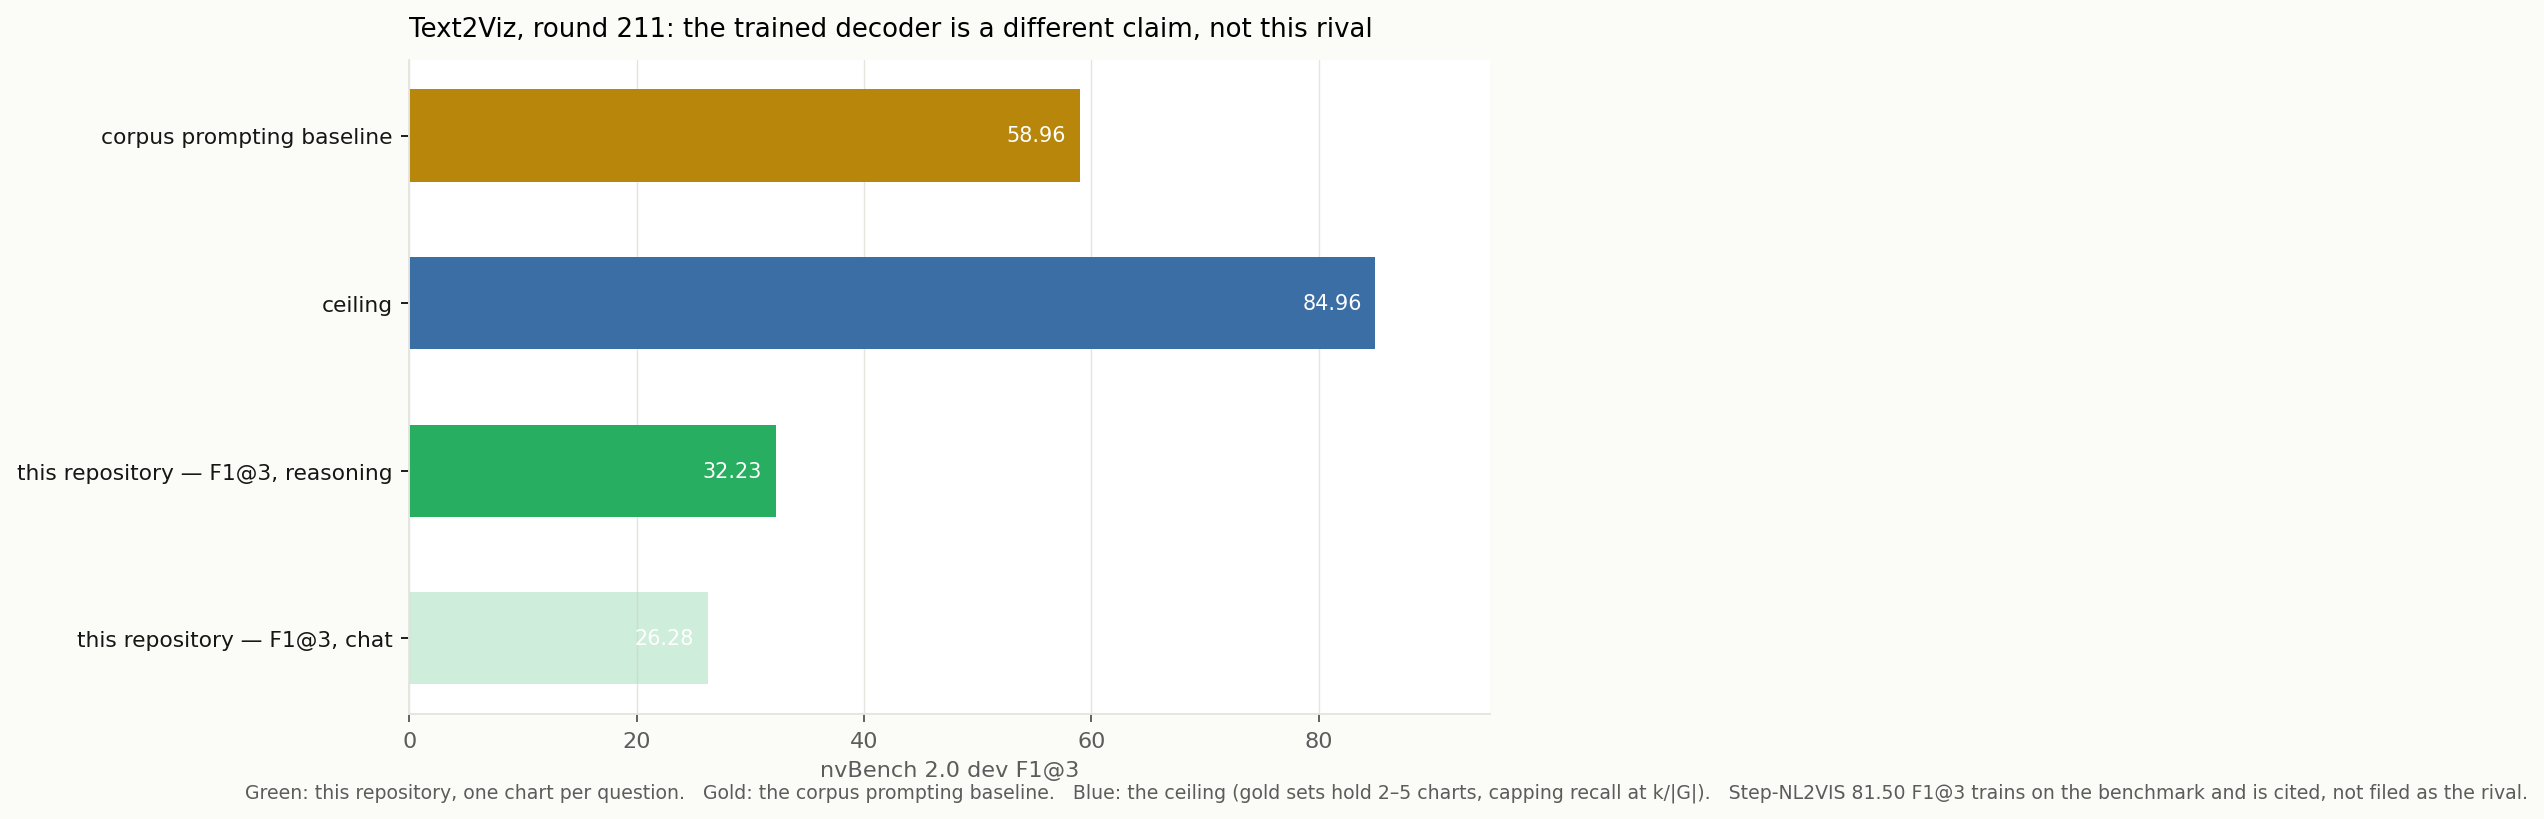 Text2Viz, round 211: the trained decoder is a different claim, not this rival
corpus prompting baseline
58.96
ceiling
84.96
this repository — F1@3, reasoning
32.23
this repository — F1@3, chat
26.28
0 20 40 60 80
nvBench 2.0 dev F1@3
Green: this repository, one chart per question. Gold: the corpus prompting baseline. Blue: the ceiling (gold sets hold 2–5 charts, capping recall at k/|G|). Step-NL2VIS 81.50 F1@3 trains on the benchmark and is cited, not filed as the rival.